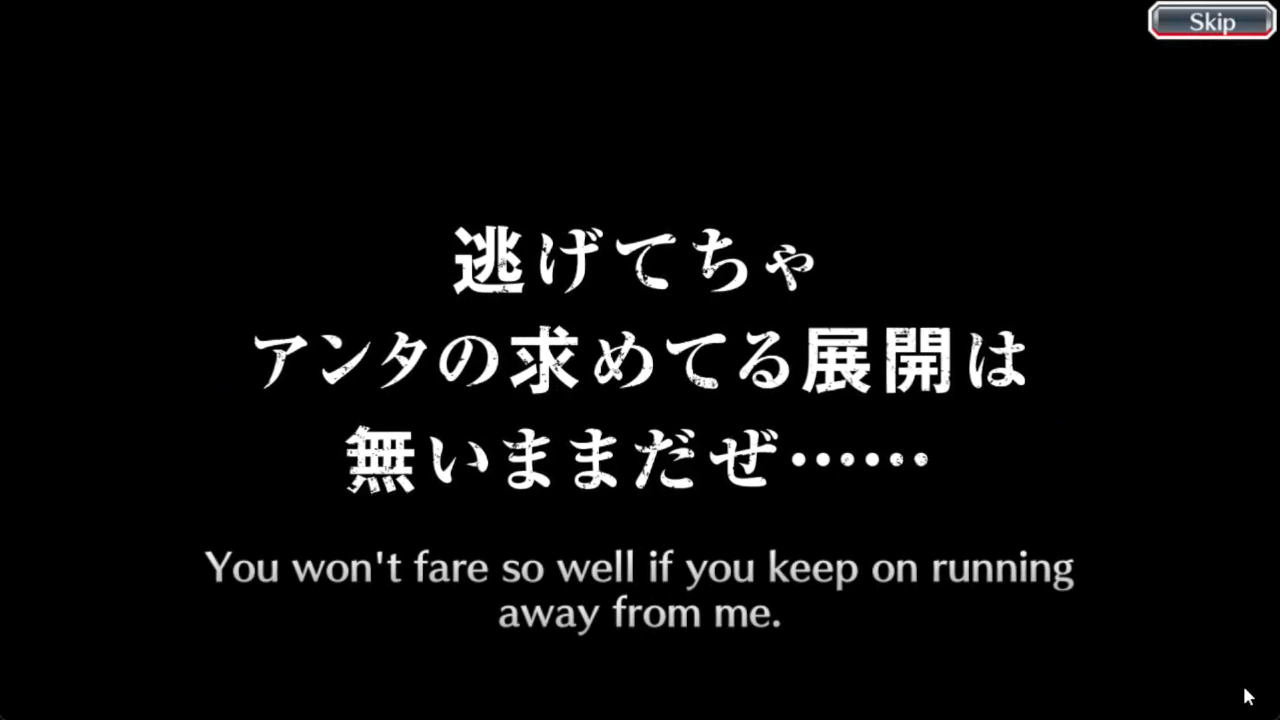 Skip
逃げてちゃ
アンタの求めてる展開は
無いままだぜ……
You won't fare so well if you keep on running
away from me.